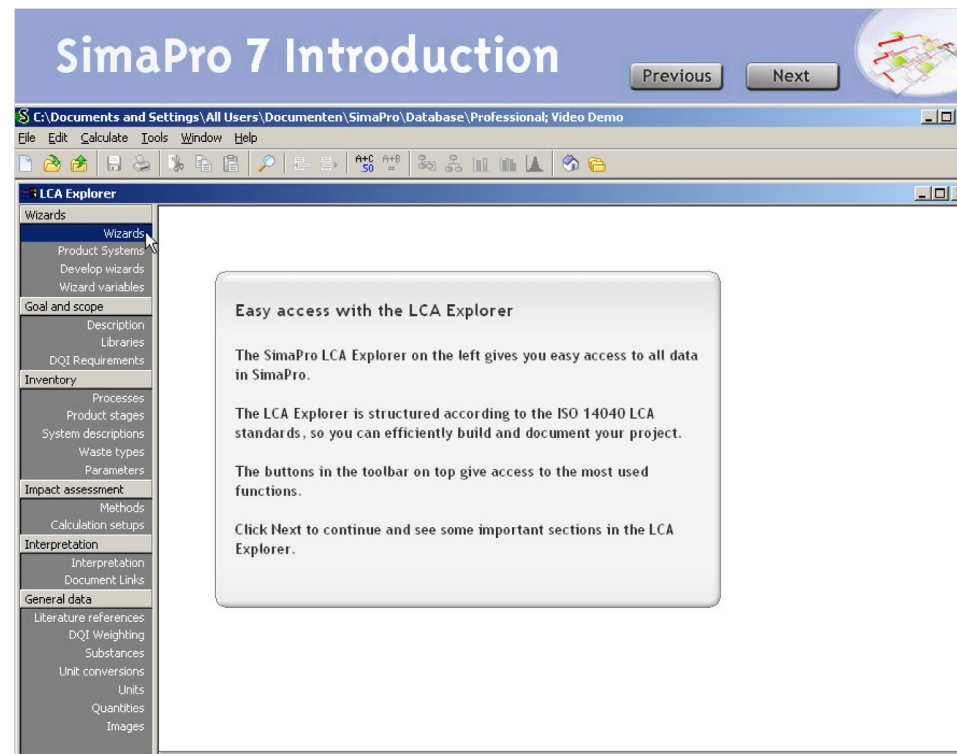 SimaPro 7 Introduction
Previous
Next
C:\Documents and Settings\All Users\Documenten\SimaPro\Database\Professional; Video Demo
File Edit Calculate Tools Window Help
A+C
.50
A+B
=
LCA Explorer
Wizards
Wizards
Product Systems
Develop wizards
Wizard variables
Goal and scope
Description
Libraries
DQI Requirements
Inventory
Processes
Product stages
System descriptions
Waste types
Parameters
Impact assessment
Methods
Calculation setups
Interpretation
Interpretation
Document Links
General data
Literature references
DQI Weighting
Substances
Unit conversions
Units
Quantities
Images
Easy access with the LCA Explorer
The SimaPro LCA Explorer on the left gives you easy access to all data
in SimaPro.
The LCA Explorer is structured according to the ISO 14040 LCA
standards, so you can efficiently build and document your project.
The buttons in the toolbar on top give access to the most used
functions.
Click Next to continue and see some important sections in the LCA
Explorer.